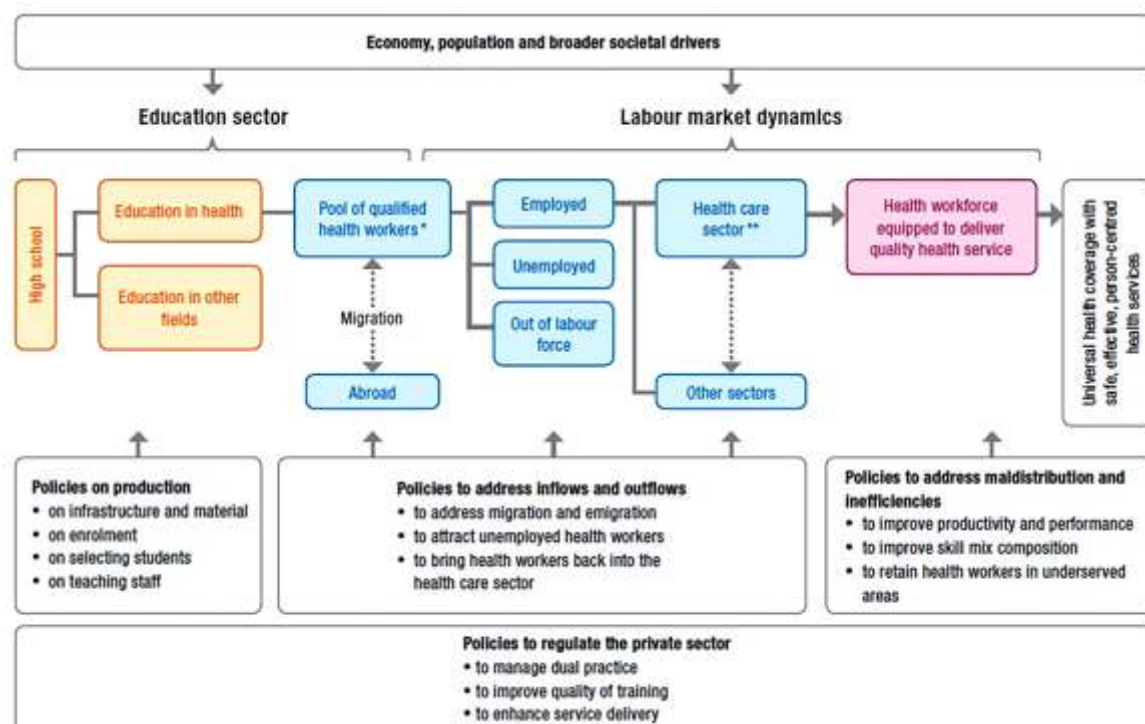 Economy, population and broader societal drivers
Education sector
Labour market dynamics
High school
Education in health
Education in other
fields
Pool of qualified
health workers*
Migration
Abroad
Employed
Unemployed
Out of labour
force
Health care
sector**
Other sectors
Health workforce
equipped to deliver
quality health service
Universal health coverage with
safe, effective, person-centred
health services
Policies on production
• on infrastructure and material
• on enrolment
• on selecting students
• on teaching staff
Policies to address inflows and outflows
• to address migration and emigration
• to attract unemployed health workers
• to bring health workers back into the
health care sector
Policies to address maldistribution and
inefficiencies
• to improve productivity and performance
• to improve skill mix composition
• to retain health workers in underserved
areas
Policies to regulate the private sector
• to manage dual practice
• to improve quality of training
• to enhance service delivery